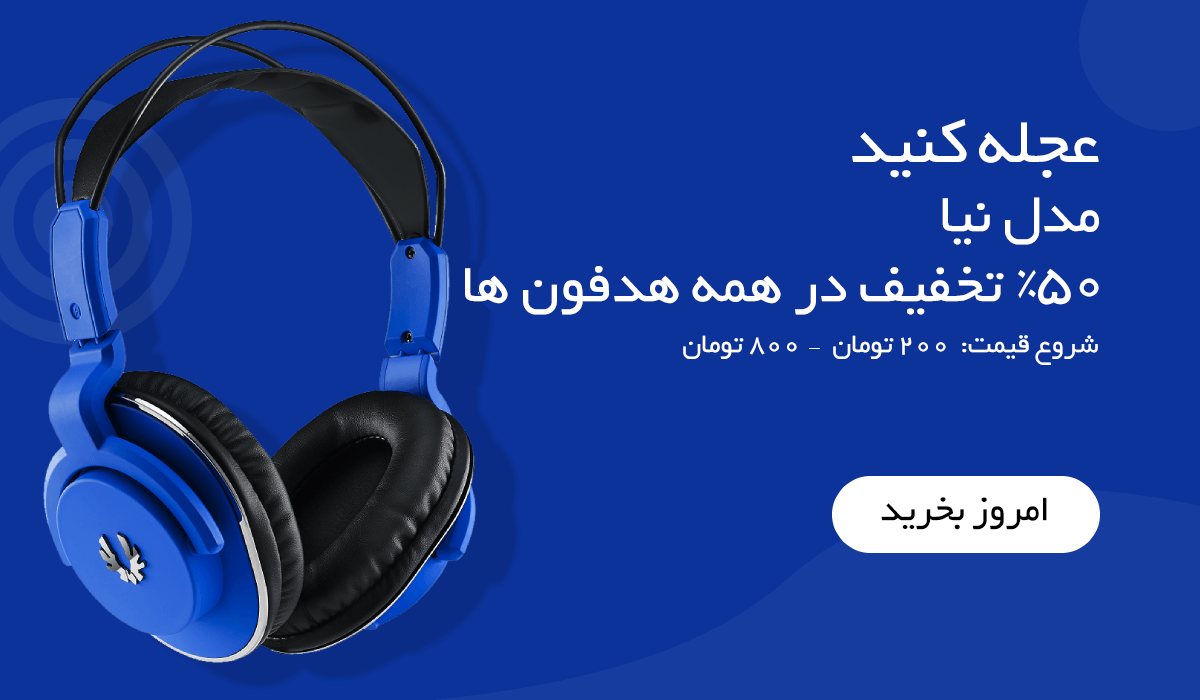 عجله کنید
مدل نیا
۵۰٪ تخفیف در همه هدفون ها
شروع قیمت: ۲۰۰ تومان – ۸۰۰ تومان
امروز بخرید